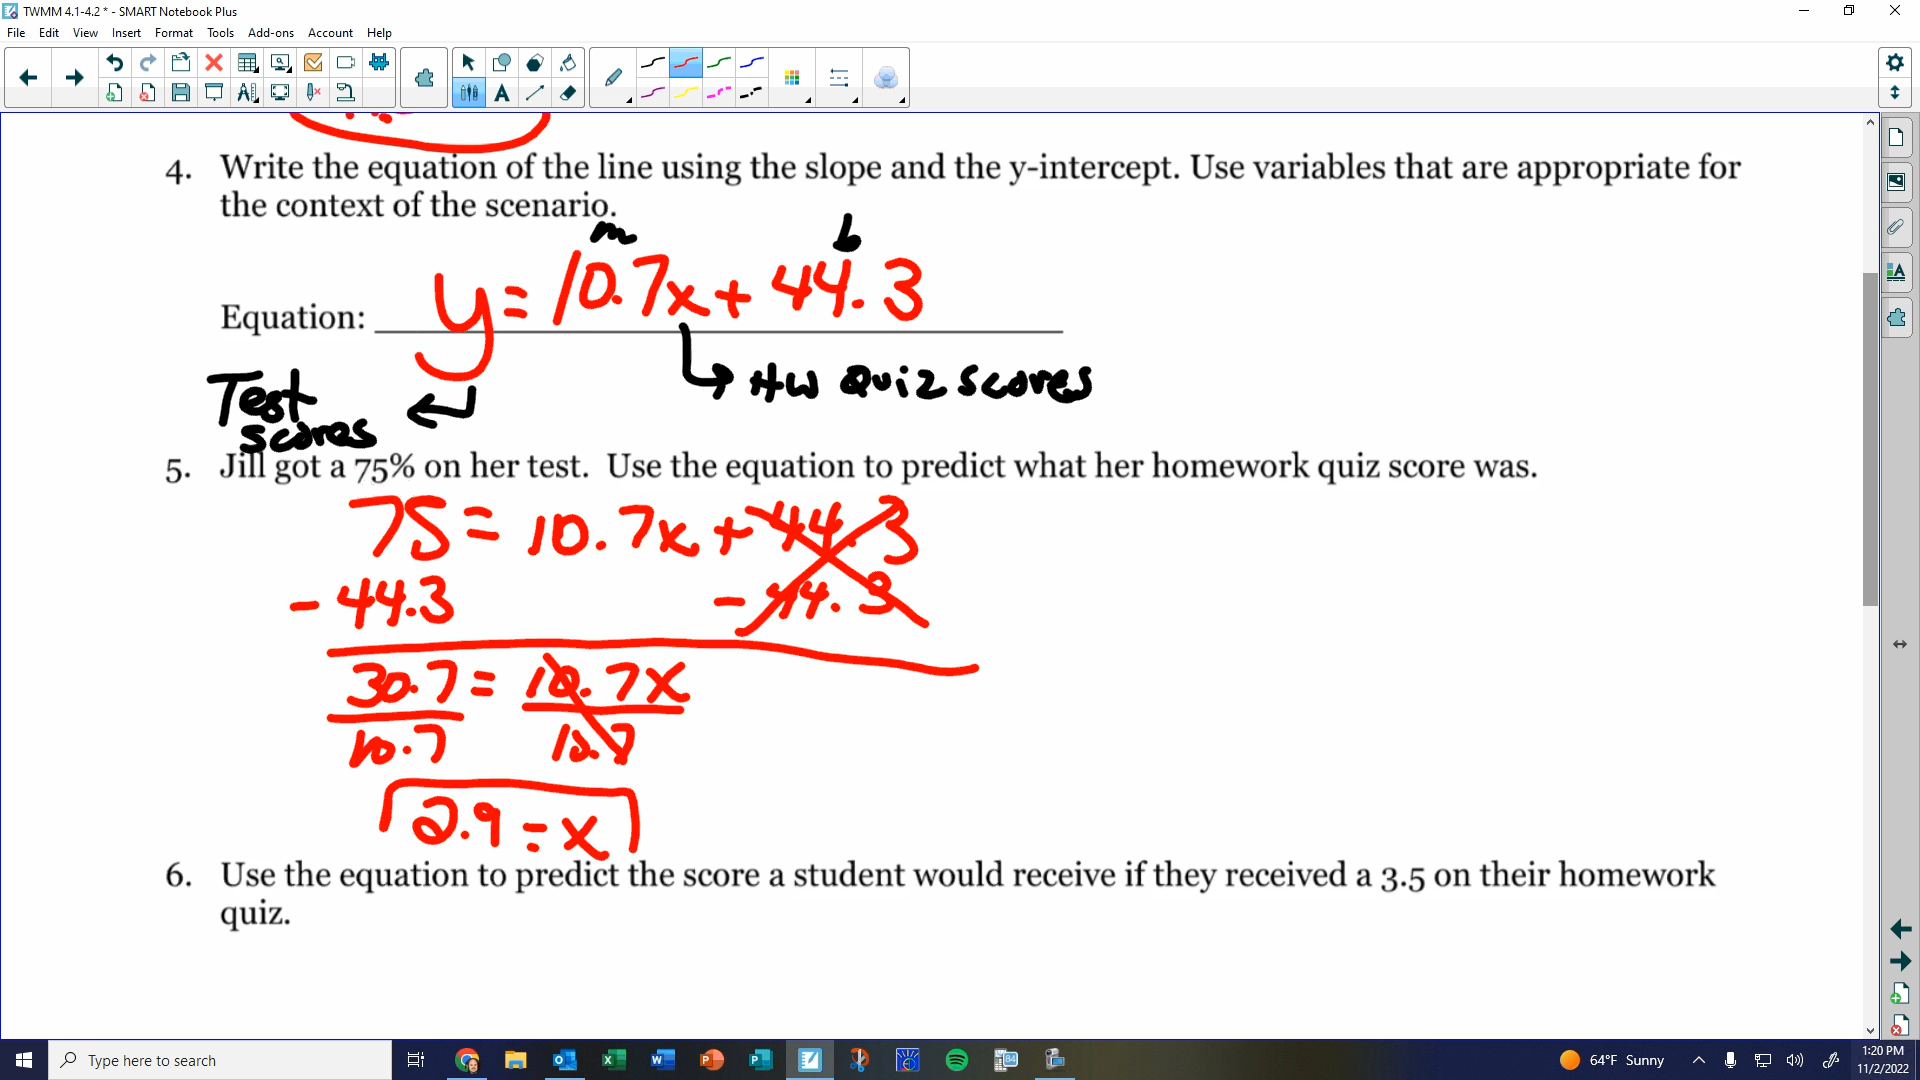 TWMM 4.1-4.2 * - SMART Notebook Plus
File Edit View Insert Format Tools Add-ons Account Help
4. Write the equation of the line using the slope and the y-intercept. Use variables that are appropriate for
the context of the scenario.
m b
Equation: y = 10.7x + 44.3
Test scores
HW Quiz scores
5. Jill got a 75% on her test. Use the equation to predict what her homework quiz score was.
75 = 10.7x + 44.3
- 44.3 - 44.3
30.7 = 10.7x
10.7 10.7
2.9 = x
6. Use the equation to predict the score a student would receive if they received a 3.5 on their homework
quiz.
Type here to search
84
64°F Sunny
1:20 PM
11/2/2022